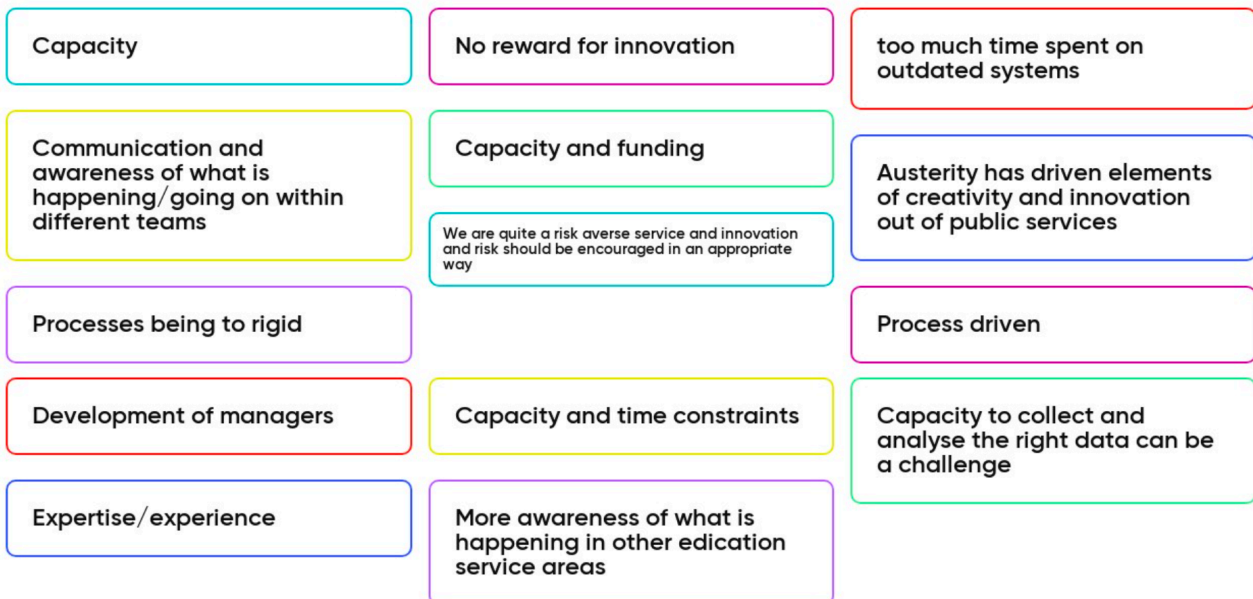 Capacity
No reward for innovation
too much time spent on
outdated systems
Communication and
awareness of what is
happening/going on within
different teams
Capacity and funding
Austerity has driven elements
of creativity and innovation
out of public services
We are quite a risk averse service and innovation
and risk should be encouraged in an appropriate
way
Processes being to rigid
Process driven
Development of managers
Capacity and time constraints
Capacity to collect and
analyse the right data can be
a challenge
Expertise/experience
More awareness of what is
happening in other edication
service areas